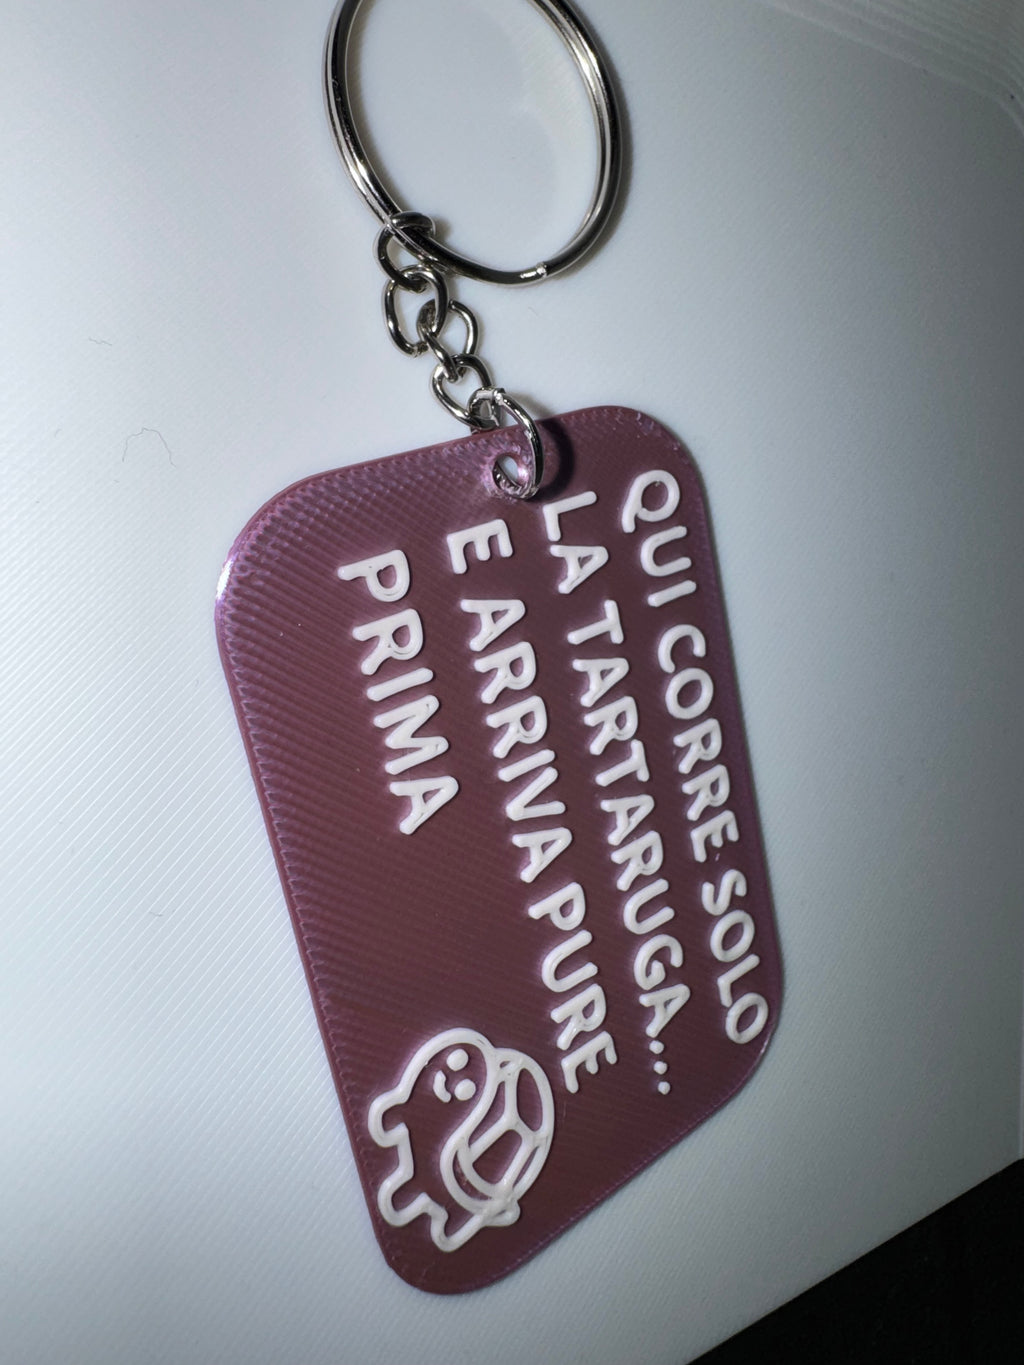 QUI CORRE SOLO
LA TARTARUGA...
E ARRIVA PURE
PRIMA